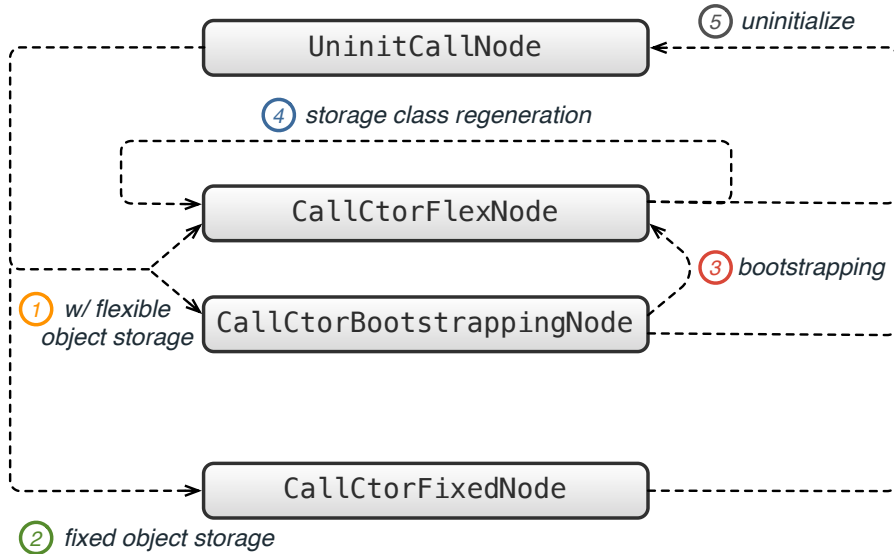 5 uninitialize
UninitCallNode
4 storage class regeneration
CallCtorFlexNode
3 bootstrapping
1 w/ flexible
object storage
CallCtorBootstrappingNode
CallCtorFixedNode
2 fixed object storage